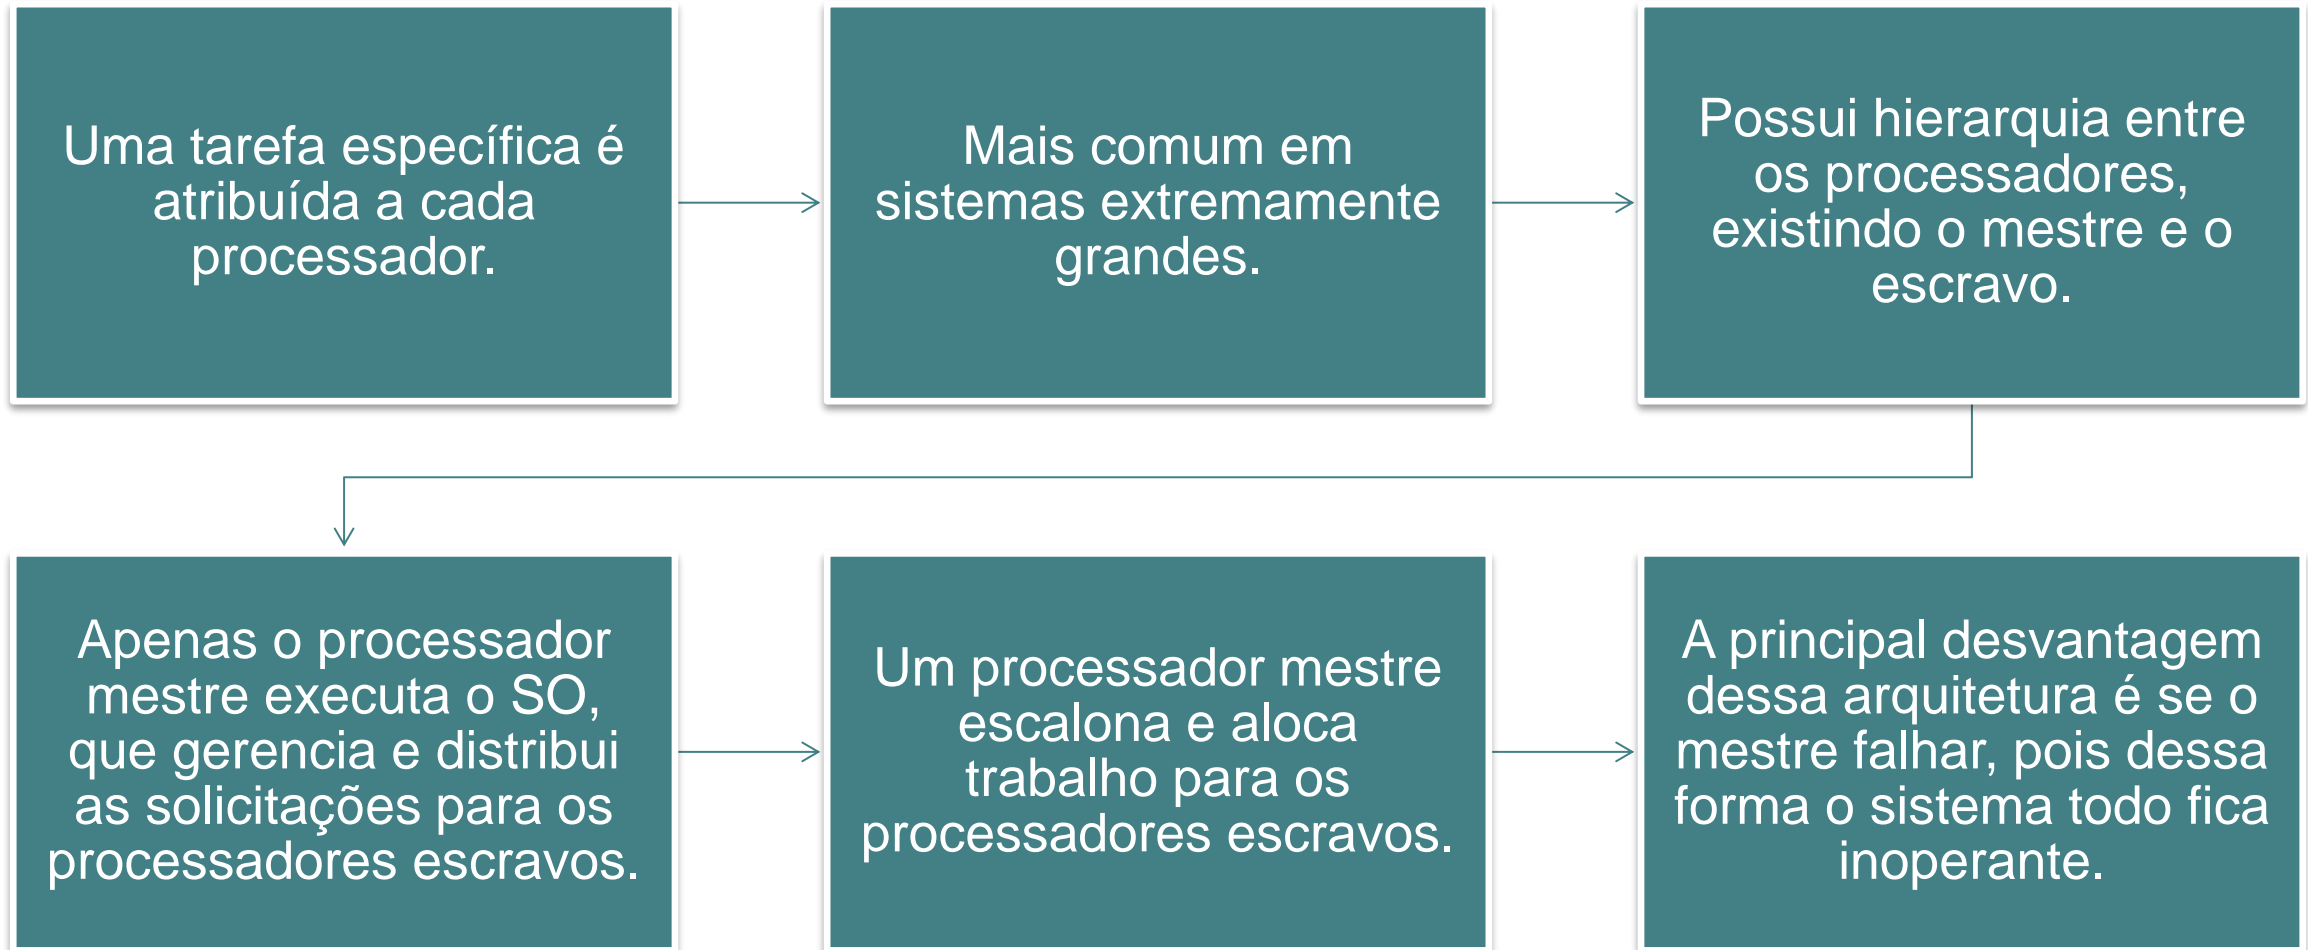 Uma tarefa específica é
atribuída a cada
processador.
Mais comum em
sistemas extremamente
grandes.
Possui hierarquia entre
os processadores,
existindo o mestre e o
escravo.
Apenas o processador
mestre executa o SO,
que gerencia e distribui
as solicitações para os
processadores escravos.
Um processador mestre
escalona e aloca
trabalho para os
processadores escravos.
A principal desvantagem
dessa arquitetura é se o
mestre falhar, pois dessa
forma o sistema todo fica
inoperante.